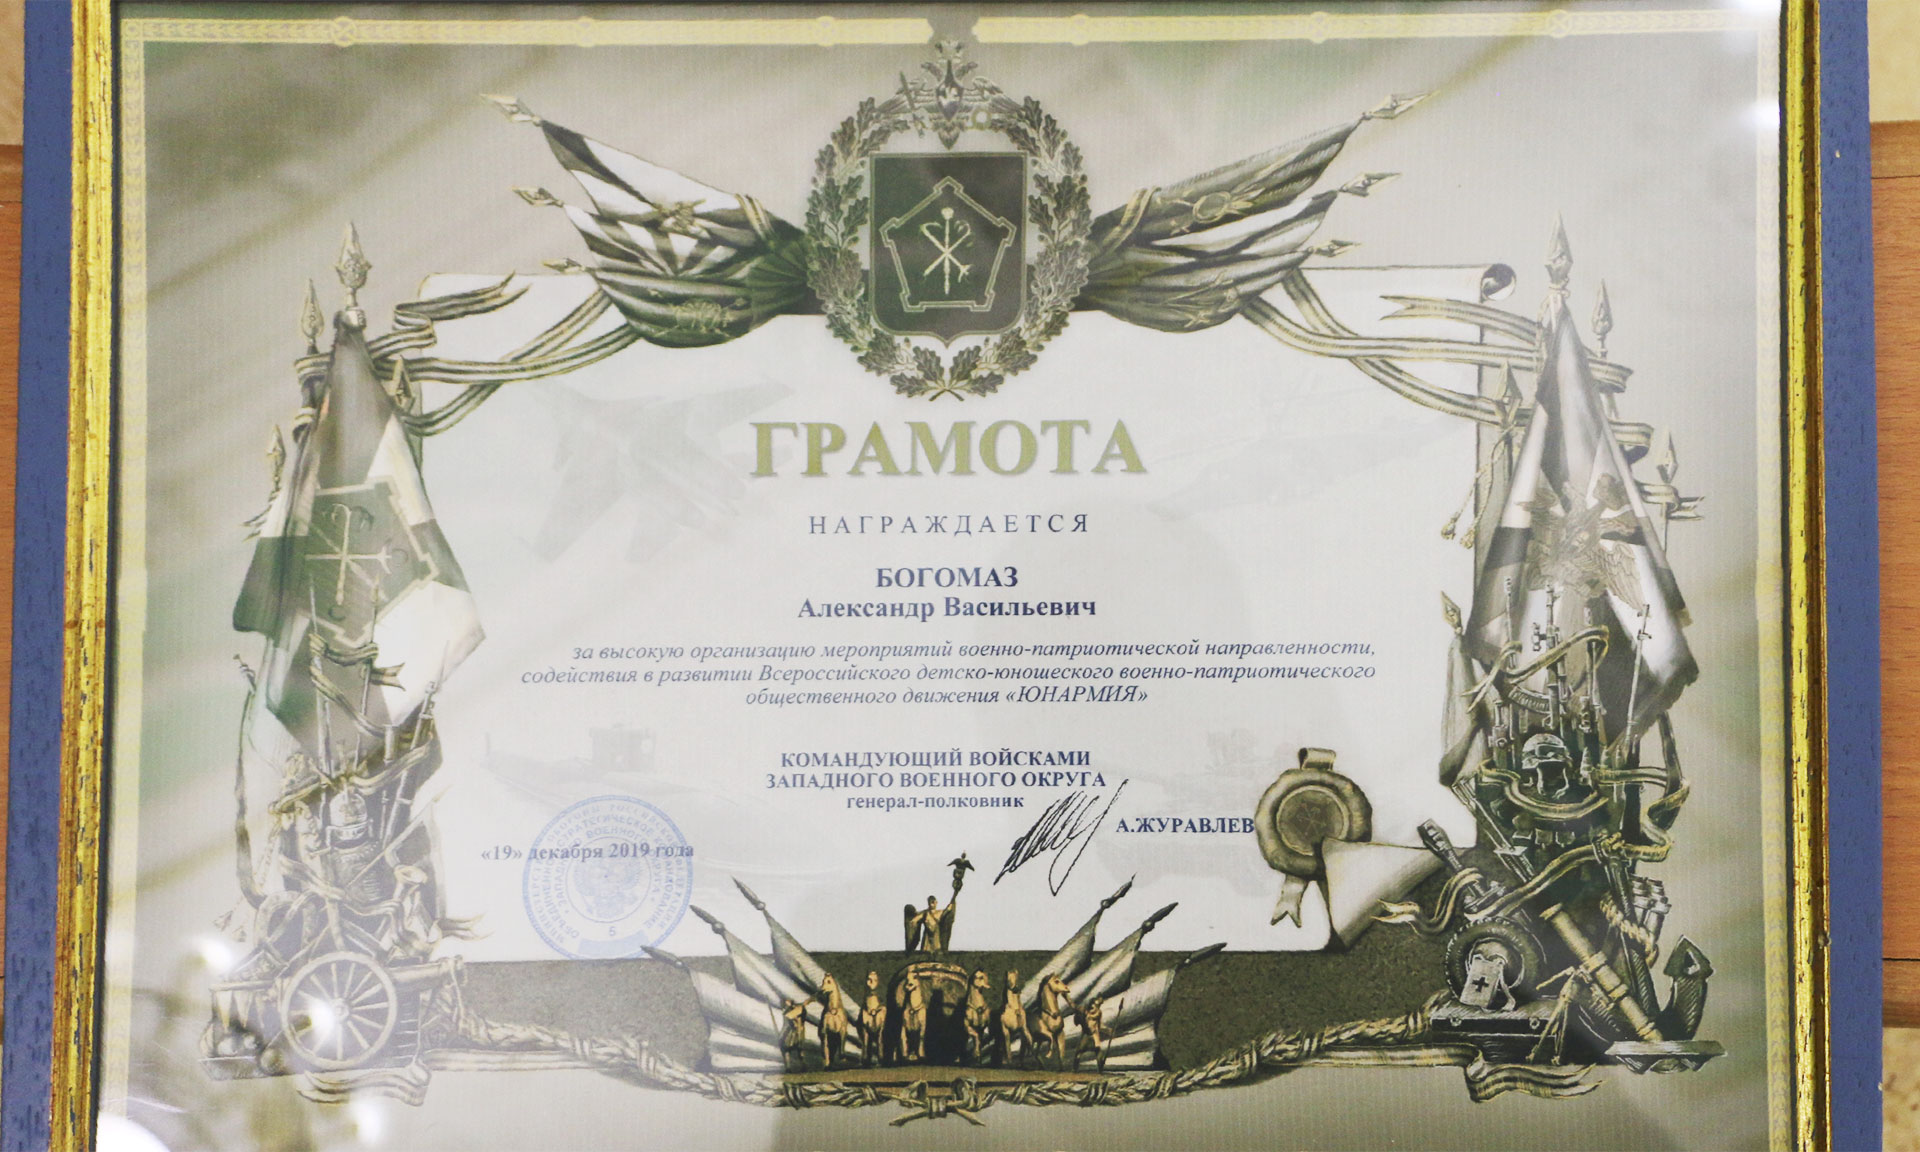 ГРАМОТА
НАГРАЖДАЕТСЯ
БОГОМАЗ
Александр Васильевич
за высокую организацию мероприятий военно-патриотической направленности,
содействия в развитии Всероссийского детско-юношеского военно-патриотического
общественного движения «ЮНАРМИЯ»
КОМАНДУЮЩИЙ ВОЙСКАМИ
ЗАПАДНОГО ВОЕННОГО ОКРУГА
генерал-полковник
А.ЖУРАВЛЕВ
«19» декабря 2019 года
6